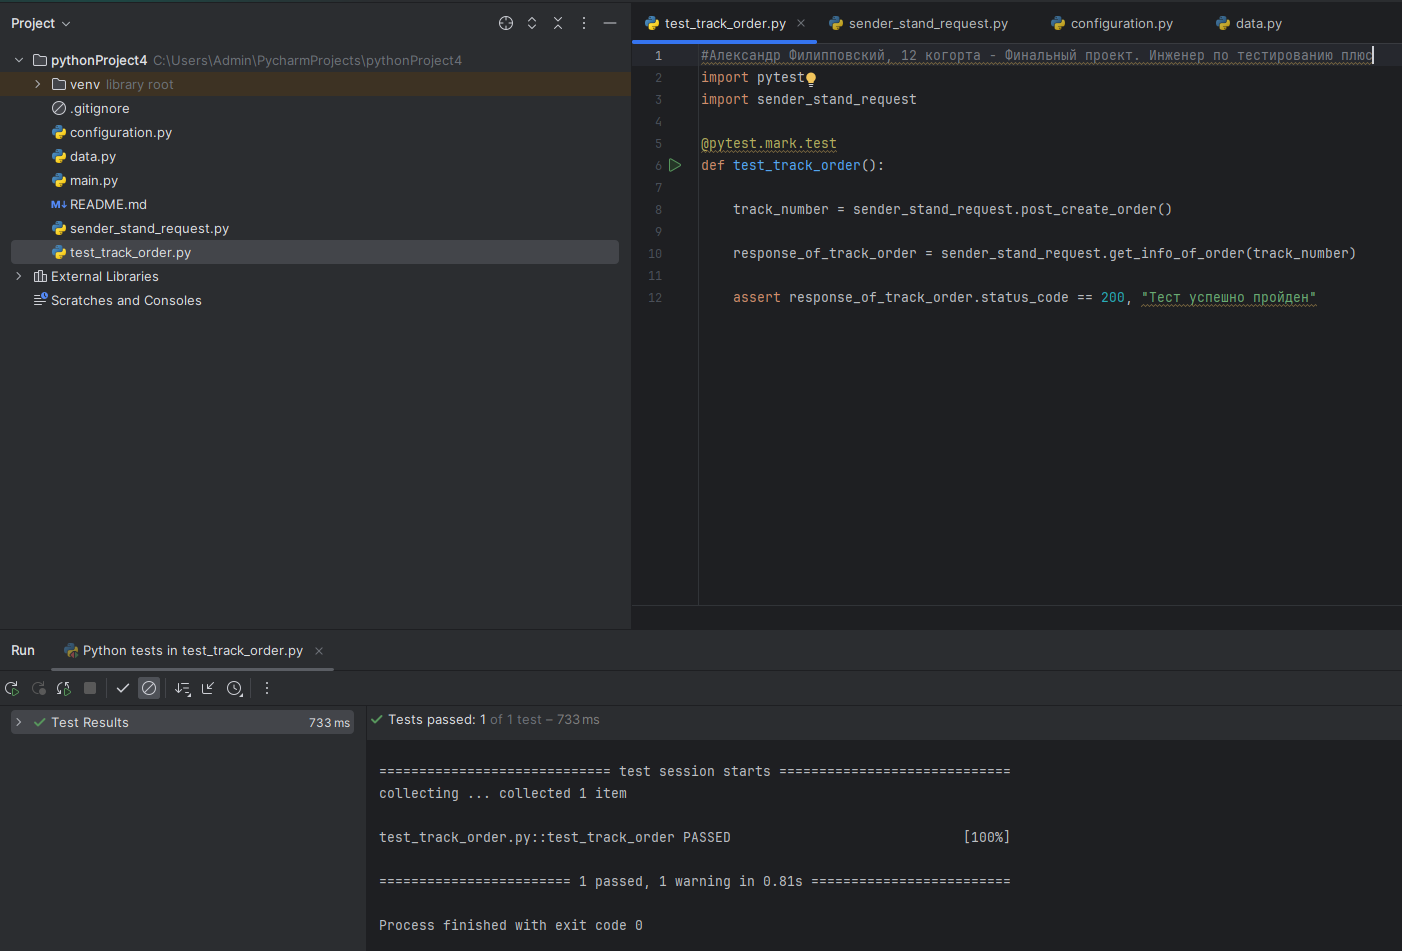 Project
pythonProject4 C:\Users\Admin\PycharmProjects\pythonProject4
venv library root
.gitignore
configuration.py
data.py
main.py
M↓ README.md
sender_stand_request.py
test_track_order.py
External Libraries
Scratches and Consoles
test_track_order.py sender_stand_request.py configuration.py data.py
1 #Александр Филипповский, 12 когорта - Финальный проект. Инженер по тестированию плюс
2 import pytest
3 import sender_stand_request
4
5 @pytest.mark.test
6 def test_track_order():
7
8 track_number = sender_stand_request.post_create_order()
9
10 response_of_track_order = sender_stand_request.get_info_of_order(track_number)
11
12 assert response_of_track_order.status_code == 200, "Тест успешно пройден"
Run Python tests in test_track_order.py
Test Results 733 ms
Tests passed: 1 of 1 test – 733 ms
============================= test session starts =============================
collecting ... collected 1 item
test_track_order.py::test_track_order PASSED [100%]
======================== 1 passed, 1 warning in 0.81s =========================
Process finished with exit code 0